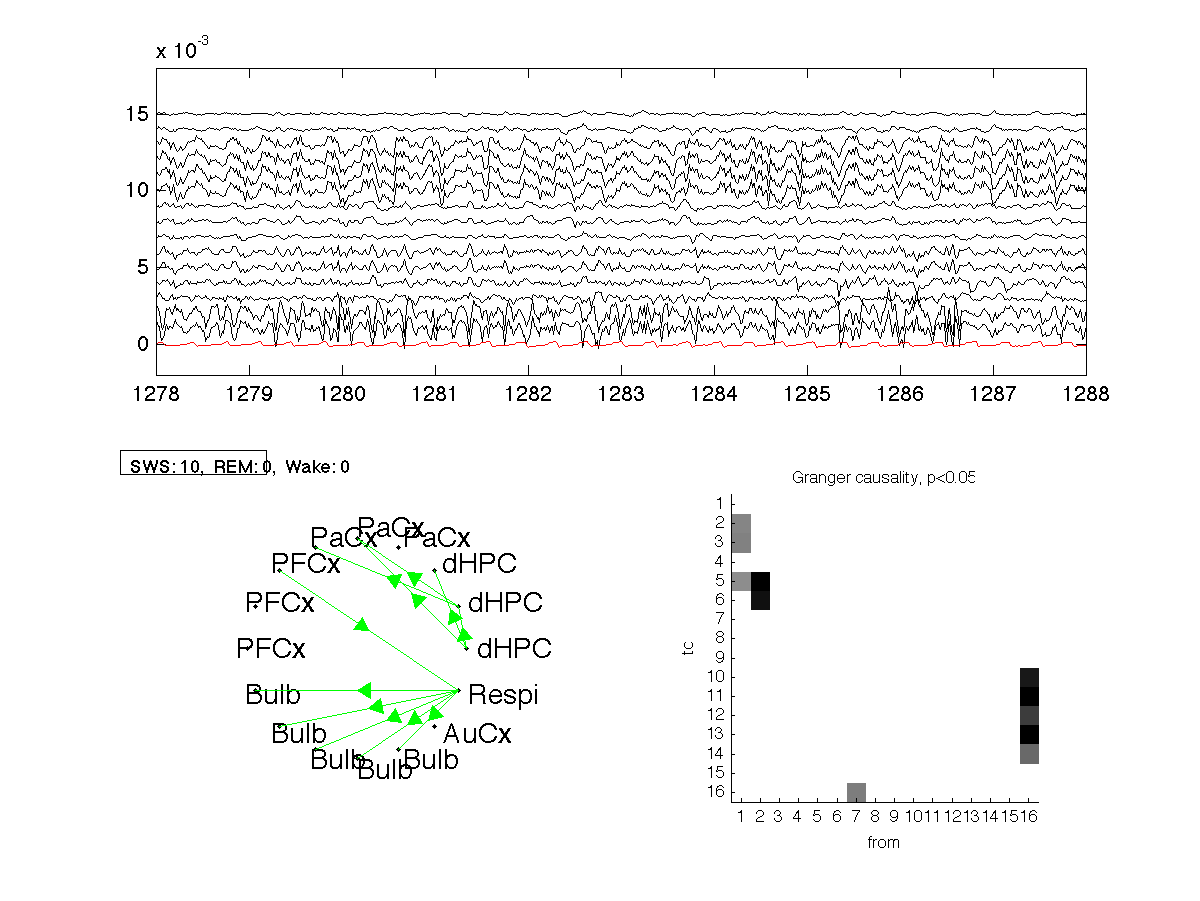 x 10-3
15
10
5
0
1278 1279 1280 1281 1282 1283 1284 1285 1286 1287 1288
SWS:10, REM:0, Wake:0
Granger causality, p<0.05
PaCx
PaCx PaCx
PFCx dHPC
PFCx dHPC
PFCx dHPC
Bulb Respi
Bulb AuCx
Bulb Bulb
Bulb
1
2
3
4
5
6
7
8
9
10
11
12
13
14
15
16
tc
1 2 3 4 5 6 7 8 9 10 11 12 13 14 15 16
from